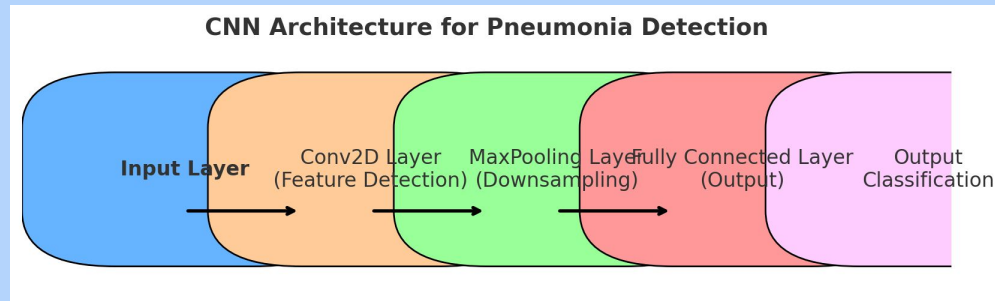 CNN Architecture for Pneumonia Detection
Input Layer
Conv2D Layer
(Feature Detection)
MaxPooling Layer
(Downsampling)
Fully Connected Layer
(Output)
Output
Classification